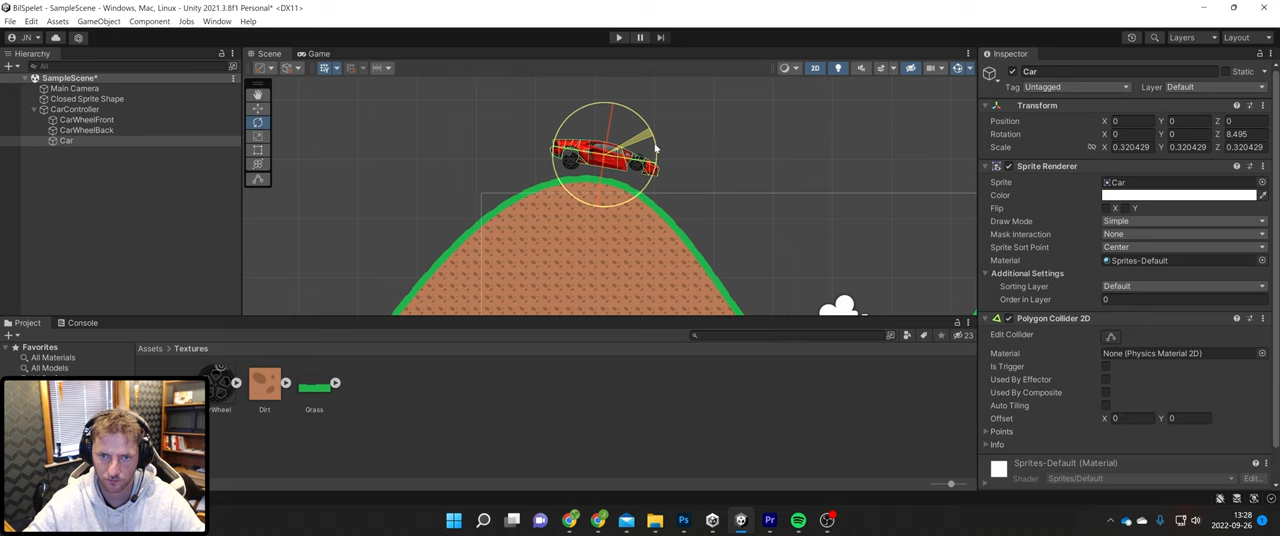 BilSpelet - SampleScene - Windows, Mac, Linux - Unity 2021.3.8f1 Personal* <DX11>
File Edit Assets GameObject Component Jobs Window Help
JN
Layers Layout
Hierarchy
All
SampleScene*
Main Camera
Closed Sprite Shape
CarController
CarWheelFront
CarWheelBack
Car
Scene Game
2D
Inspector
Car Static
Tag Untagged Layer Default
Transform
Position X 0 Y 0 Z 0
Rotation X 0 Y 0 Z 8.495
Scale X 0.320429 Y 0.320429 Z 0.320429
Sprite Renderer
Sprite Car
Color
Flip X Y
Draw Mode Simple
Mask Interaction None
Sprite Sort Point Center
Material Sprites-Default
Additional Settings
Sorting Layer Default
Order in Layer 0
Polygon Collider 2D
Edit Collider
Material None (Physics Material 2D)
Is Trigger
Used By Effector
Used By Composite
Auto Tiling
Offset X 0 Y 0
Points
Info
Sprites-Default (Material)
Shader Sprites/Default Edit...
Project Console
23
Favorites
All Materials
All Models
Assets > Textures
Dirt Grass
13:28
2022-09-26